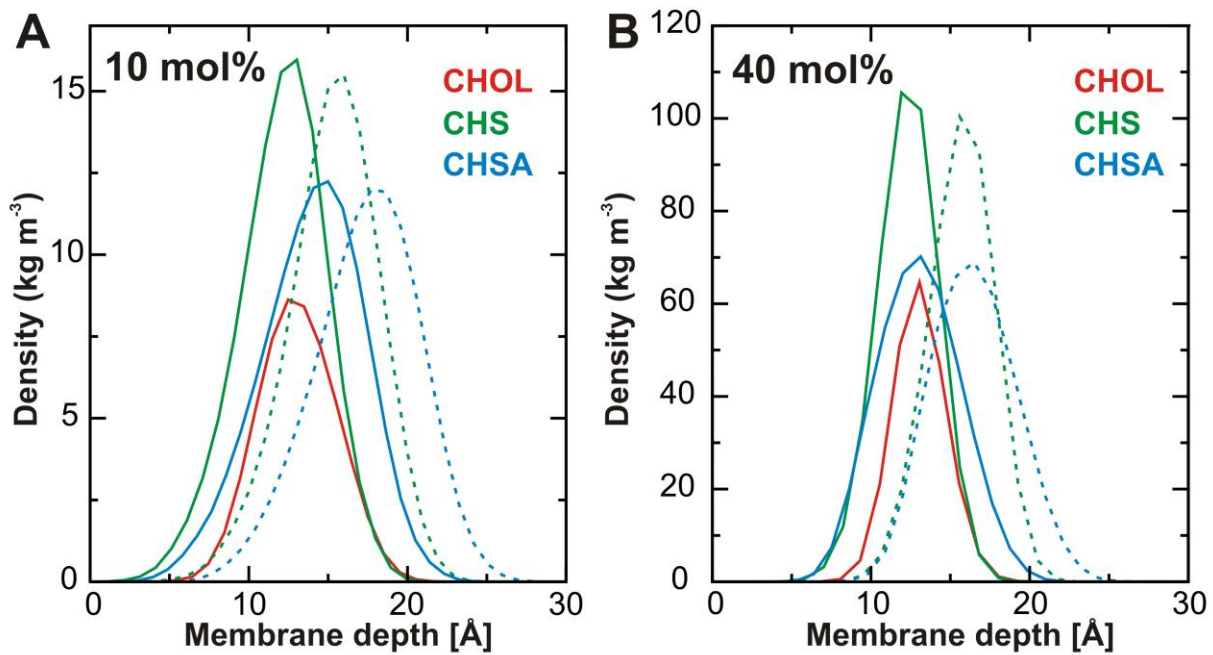 A
10 mol%
CHOL
CHS
CHSA
Density (kg m⁻³)
15
10
5
0
0 10 20 30
Membrane depth [Å]
B
40 mol%
CHOL
CHS
CHSA
Density (kg m⁻³)
120
100
80
60
40
20
0
0 10 20 30
Membrane depth [Å]